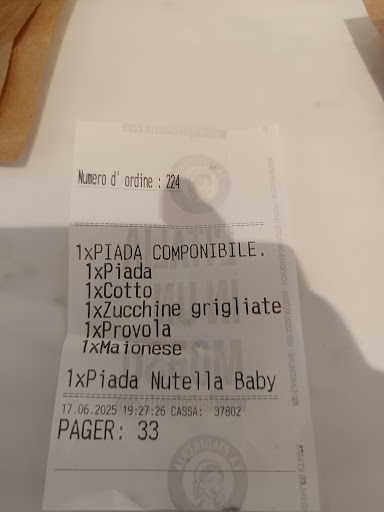 Numero d' ordine : 224
1xPIADA COMPONIBILE.
1xPiada
1xCotto
1xZucchine grigliate
1xProvola
1xMaionese
1xPiada Nutella Baby
17.06.2025 19:27:26 CASSA: 37802
PAGER: 33